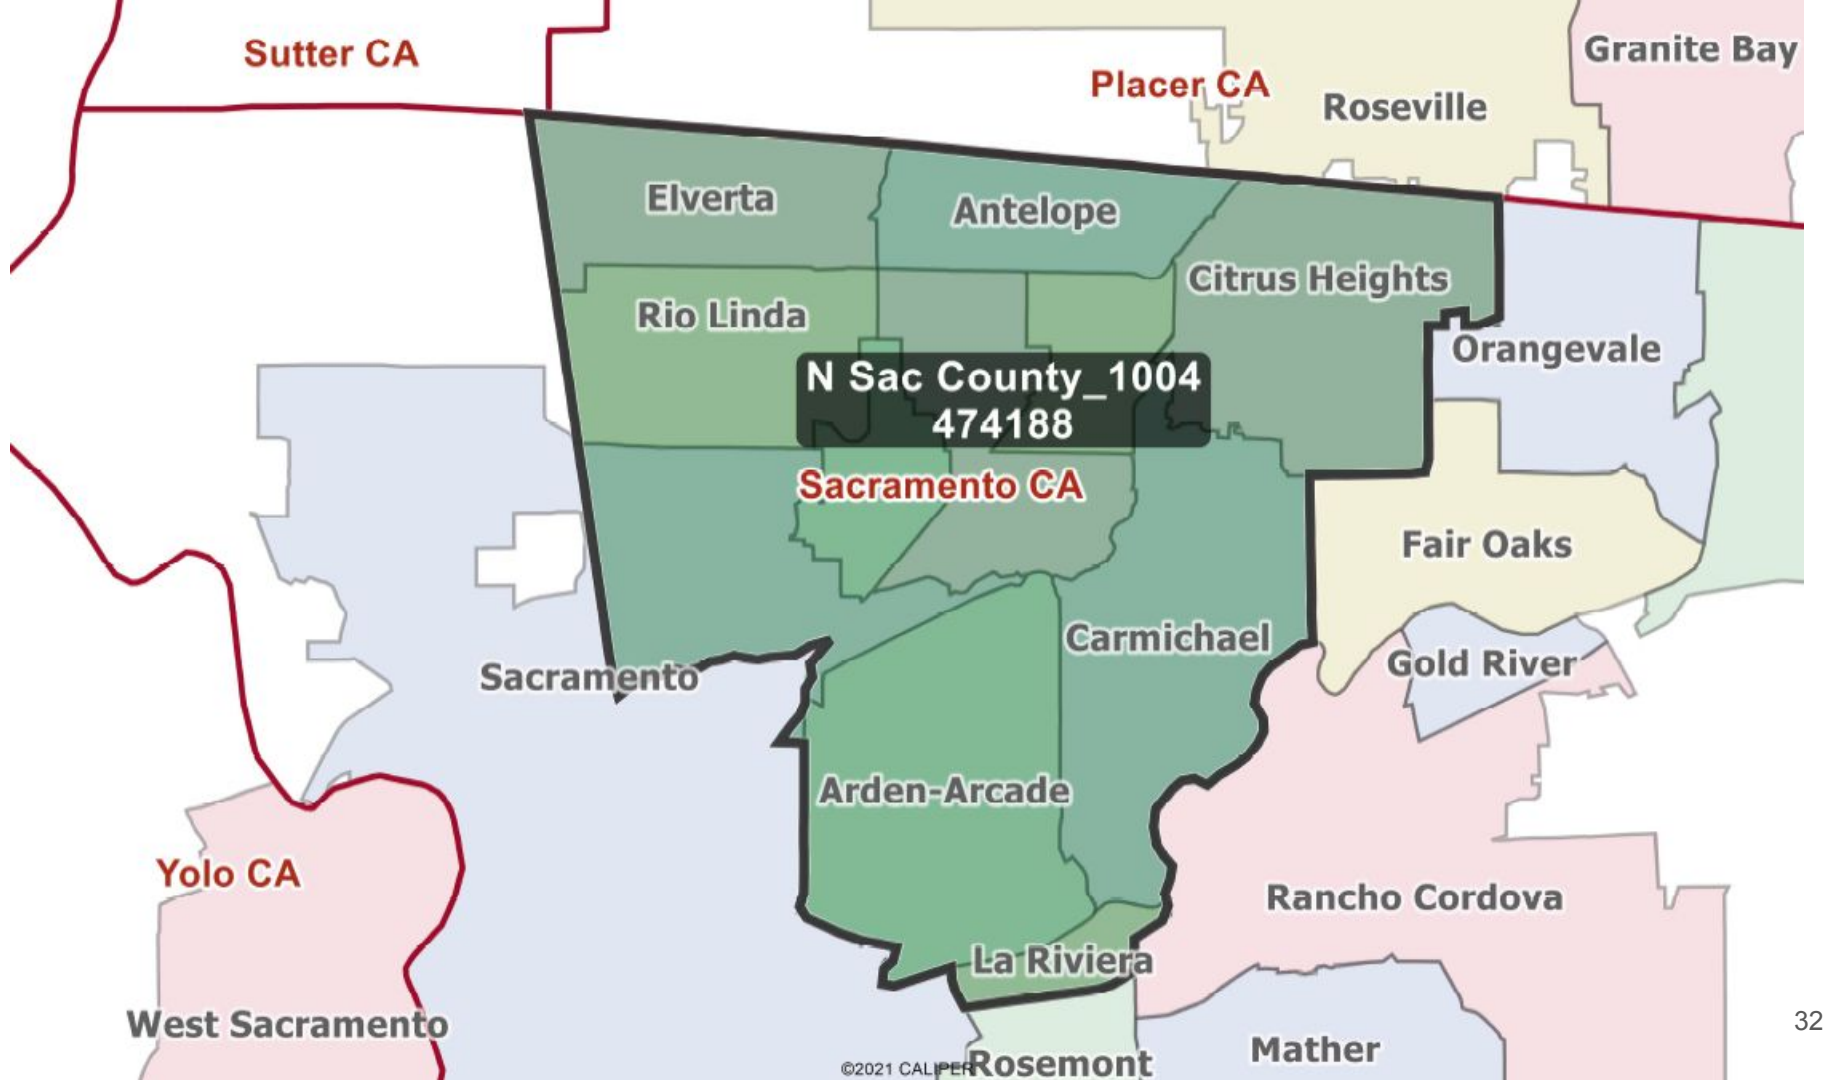 Sutter CA
Granite Bay
Placer CA
Roseville
Elverta
Antelope
Citrus Heights
Rio Linda
Orangevale
N Sac County_1004
474188
Sacramento CA
Fair Oaks
Carmichael
Gold River
Sacramento
Arden-Arcade
Yolo CA
Rancho Cordova
La Riviera
West Sacramento
32
Mather
Rosemont
©2021 CALIPER